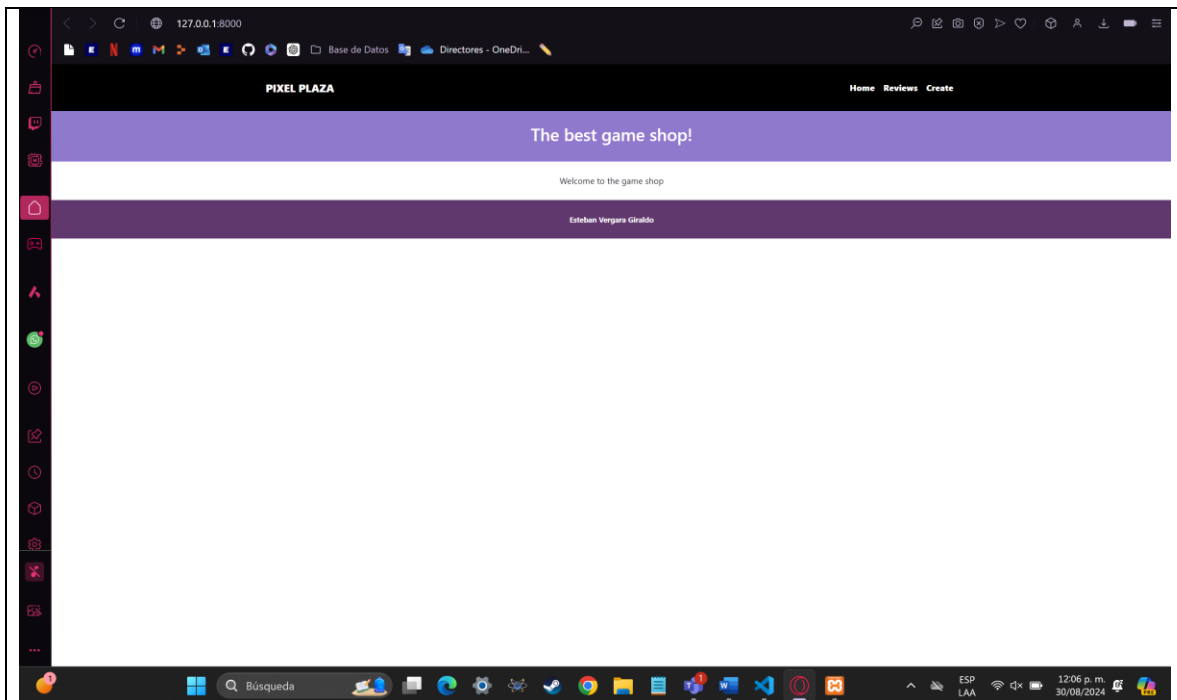 127.0.0.1:8000
Base de Datos Directores - OneDri...
PIXEL PLAZA Home Reviews Create
The best game shop!
Welcome to the game shop
Esteban Vergara Giraldo
Búsqueda
ESP
LAA
12:06 p. m.
30/08/2024